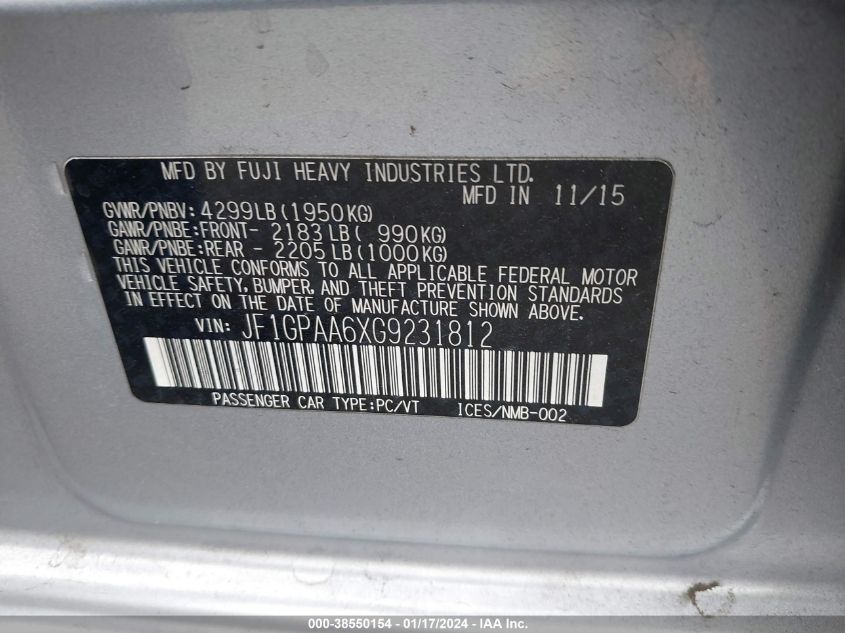 MFD BY FUJI HEAVY INDUSTRIES LTD.
MFD IN 11/15
GVWR/PNBV: 4299LB(1950KG)
GAWR/PNBE:FRONT- 2183LB( 990KG)
GAWR/PNBE:REAR - 2205LB(1000KG)
THIS VEHICLE CONFORMS TO ALL APPLICABLE FEDERAL MOTOR
VEHICLE SAFETY, BUMPER, AND THEFT PREVENTION STANDARDS
IN EFFECT ON THE DATE OF MANUFACTURE SHOWN ABOVE.
VIN: JF1GPAA6XG9231812
PASSENGER CAR TYPE:PC/VT ICES/NMB-002
000-38550154 - 01/17/2024 - IAA Inc.